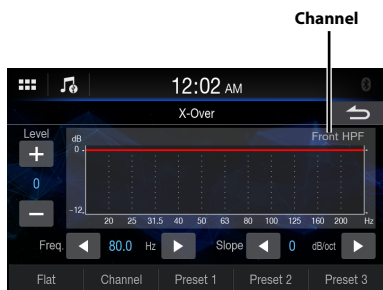 Channel
12:02 AM
X-Over
Level
dB
Front HPF
0
0
-12
20 25 31.5 40 50 63 80 100 125 160 200 Hz
Freq. 80.0 Hz Slope 0 dB/oct
Flat Channel Preset 1 Preset 2 Preset 3